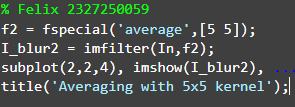 % Felix 2327250059
f2 = fspecial('average',[5 5]);
I_blur2 = imfilter(In,f2);
subplot(2,2,4), imshow(I_blur2), ...
title('Averaging with 5x5 kernel');